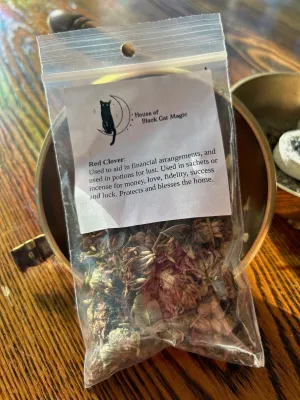 House of
Black Cat Magic
Red Clover:
Used to aid in financial arrangements, and
used in potions for lust. Used in sachets or
incense for money, love, fidelity, success
and luck. Protects and blesses the home.